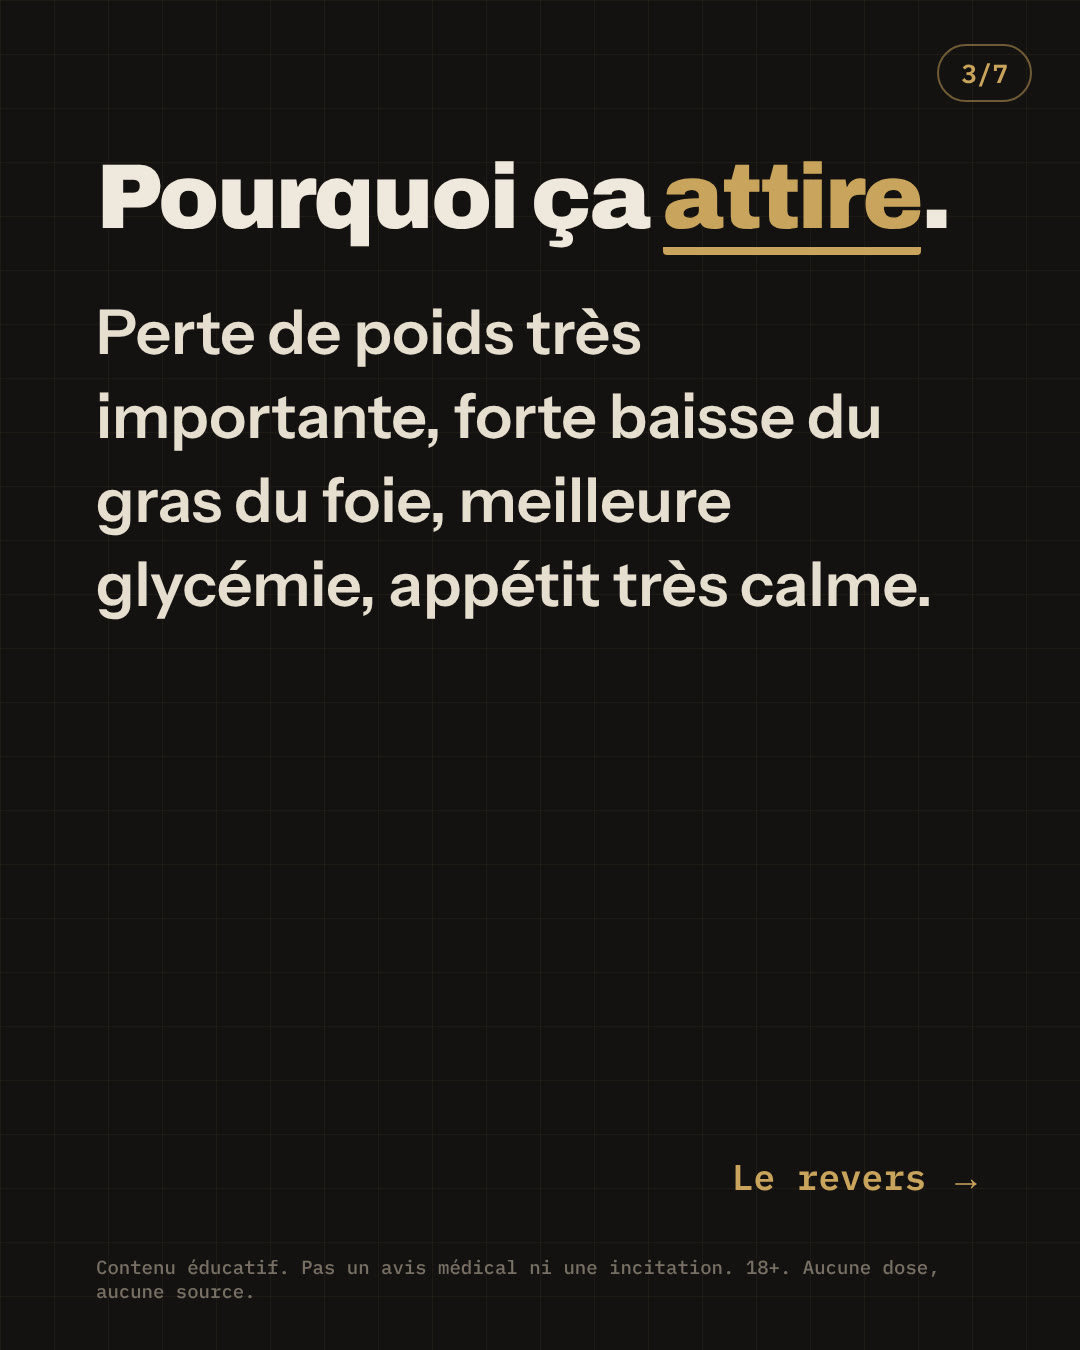 3/7
Pourquoi ça attire.
Perte de poids très
importante, forte baisse du
gras du foie, meilleure
glycémie, appétit très calme.
Le revers →
Contenu éducatif. Pas un avis médical ni une incitation. 18+. Aucune dose,
aucune source.